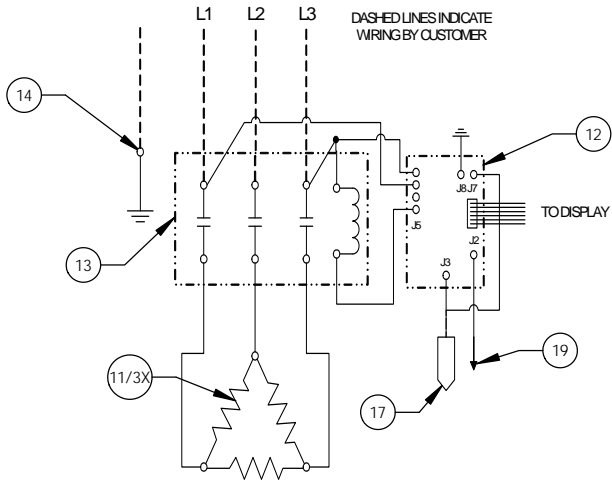 L1 L2 L3 DASHED LINES INDICATE
WIRING BY CUSTOMER
14
12
J8 J7
J5
TO DISPLAY
J2
13
J3
19
11/3X
17